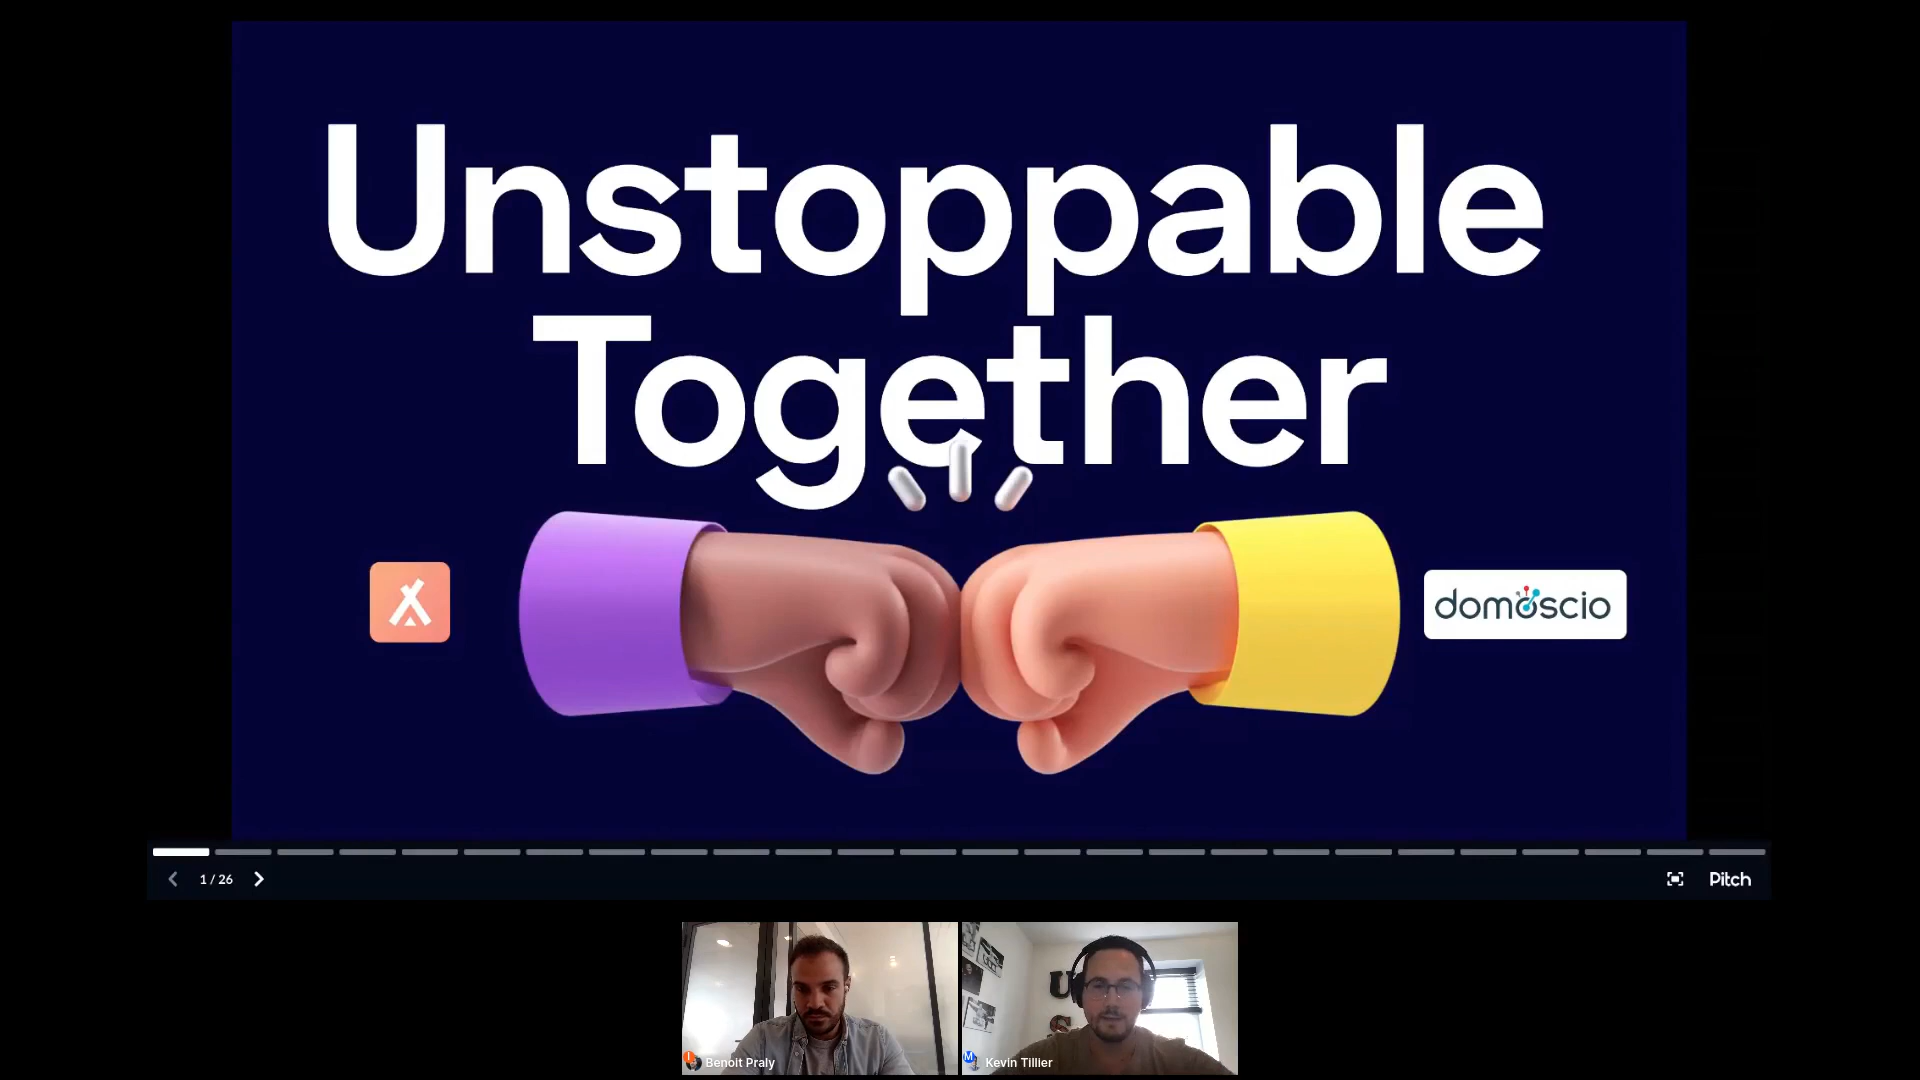 Unstoppable
Together
domoscio
1 / 26
Pitch
U
S
Benoit Praly
M
Kevin Tillier